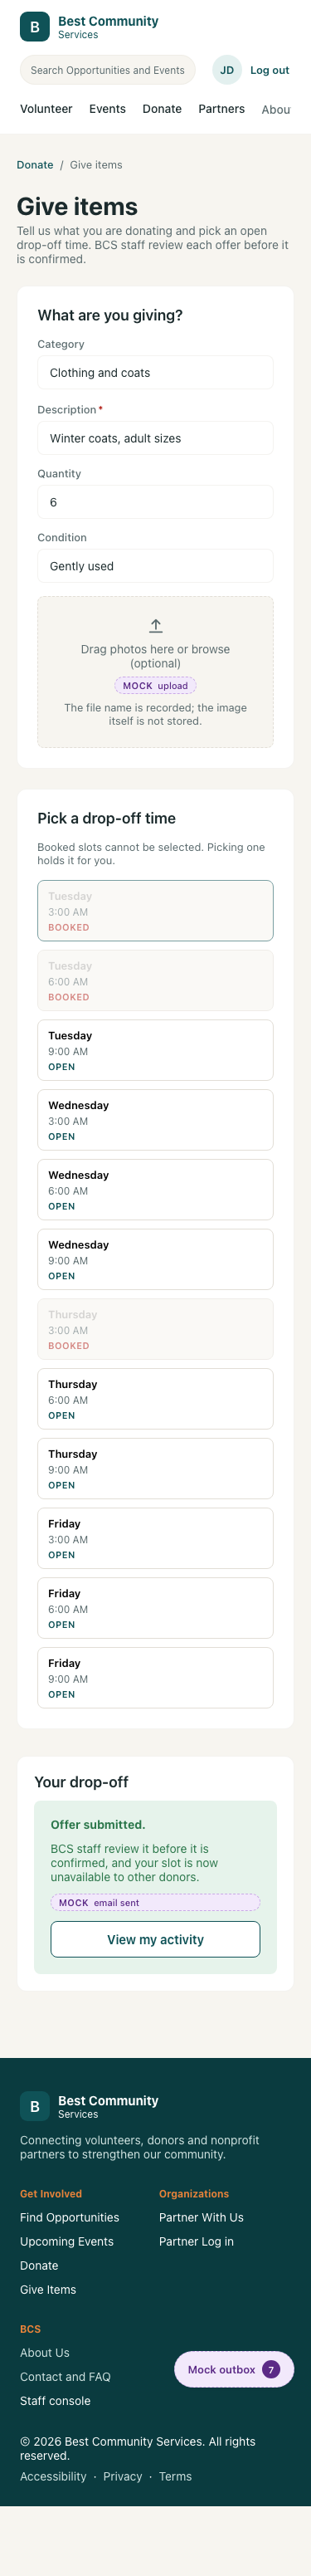 B
Best Community
Services
Search Opportunities and Events
JD
Log out
Volunteer Events Donate Partners Abou
Donate / Give items
Give items
Tell us what you are donating and pick an open
drop-off time. BCS staff review each offer before it
is confirmed.
What are you giving?
Category
Clothing and coats
Description *
Winter coats, adult sizes
Quantity
6
Condition
Gently used
Drag photos here or browse
(optional)
MOCK upload
The file name is recorded; the image
itself is not stored.
Pick a drop-off time
Booked slots cannot be selected. Picking one
holds it for you.
Tuesday
3:00 AM
BOOKED
Tuesday
6:00 AM
BOOKED
Tuesday
9:00 AM
OPEN
Wednesday
3:00 AM
OPEN
Wednesday
6:00 AM
OPEN
Wednesday
9:00 AM
OPEN
Thursday
3:00 AM
BOOKED
Thursday
6:00 AM
OPEN
Thursday
9:00 AM
OPEN
Friday
3:00 AM
OPEN
Friday
6:00 AM
OPEN
Friday
9:00 AM
OPEN
Your drop-off
Offer submitted.
BCS staff review it before it is
confirmed, and your slot is now
unavailable to other donors.
MOCK email sent
View my activity
B
Best Community
Services
Connecting volunteers, donors and nonprofit
partners to strengthen our community.
Get Involved
Find Opportunities
Upcoming Events
Donate
Give Items
Organizations
Partner With Us
Partner Log in
BCS
About Us
Contact and FAQ
Staff console
Mock outbox 7
© 2026 Best Community Services. All rights
reserved.
Accessibility · Privacy · Terms